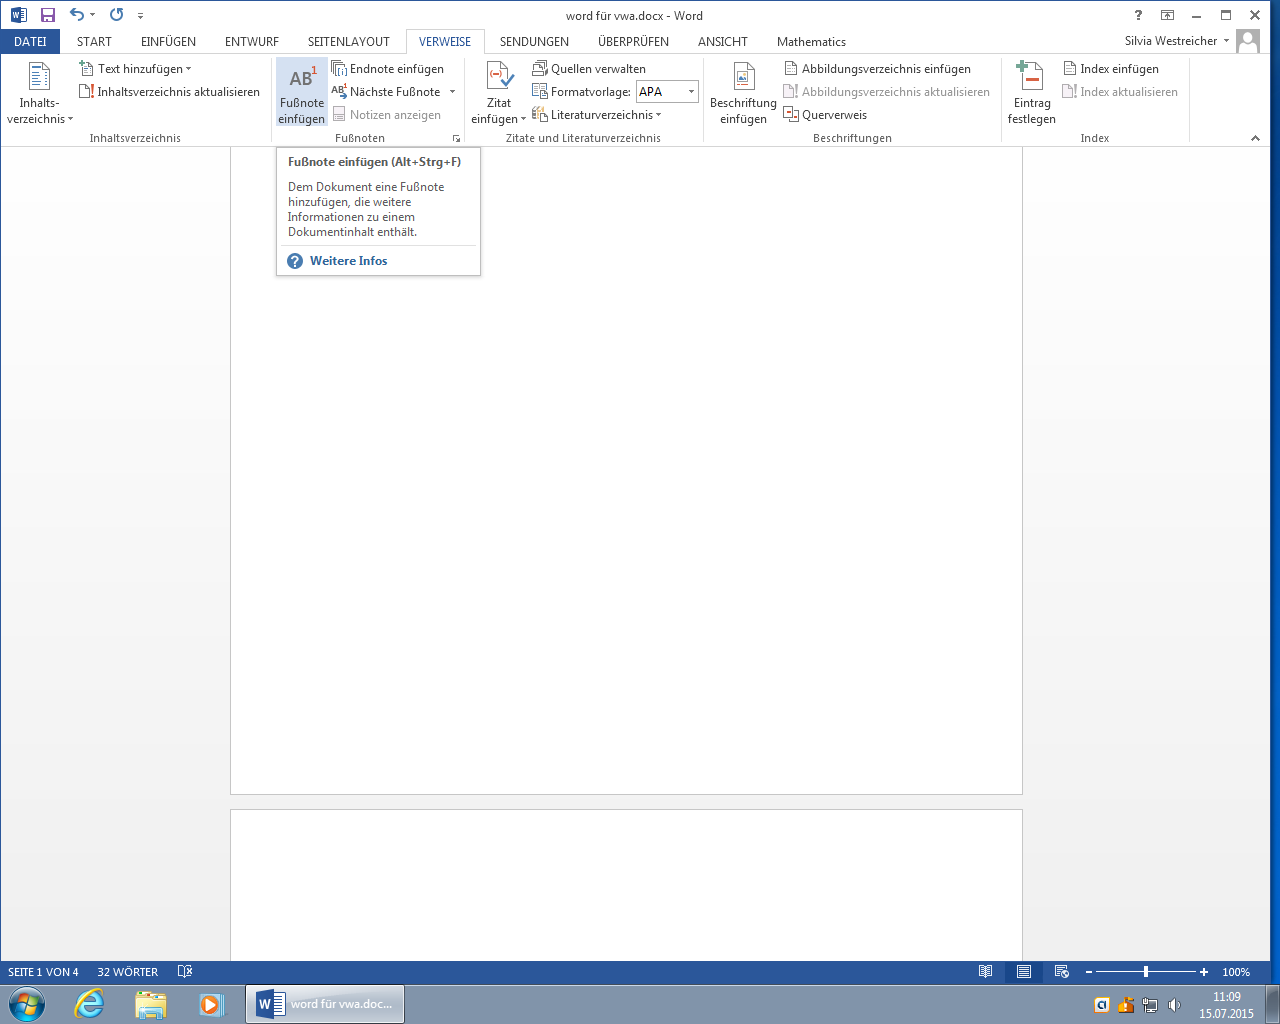 word für vwa.docx - Word
?
DATEI START EINFÜGEN ENTWURF SEITENLAYOUT VERWEISE SENDUNGEN ÜBERPRÜFEN ANSICHT Mathematics Silvia Westreicher
Inhalts-
verzeichnis
Text hinzufügen
Inhaltsverzeichnis aktualisieren
Inhaltsverzeichnis
AB1
Fußnote
einfügen
Endnote einfügen
Nächste Fußnote
Notizen anzeigen
Fußnoten
Zitat
einfügen
Quellen verwalten
Formatvorlage: APA
Literaturverzeichnis
Zitate und Literaturverzeichnis
Beschriftung
einfügen
Abbildungsverzeichnis einfügen
Abbildungsverzeichnis aktualisieren
Querverweis
Beschriftungen
Eintrag
festlegen
Index einfügen
Index aktualisieren
Index
Fußnote einfügen (Alt+Strg+F)
Dem Dokument eine Fußnote
hinzufügen, die weitere
Informationen zu einem
Dokumentinhalt enthält.
? Weitere Infos
SEITE 1 VON 4 32 WÖRTER 100%
word für vwa.doc...
11:09
15.07.2015